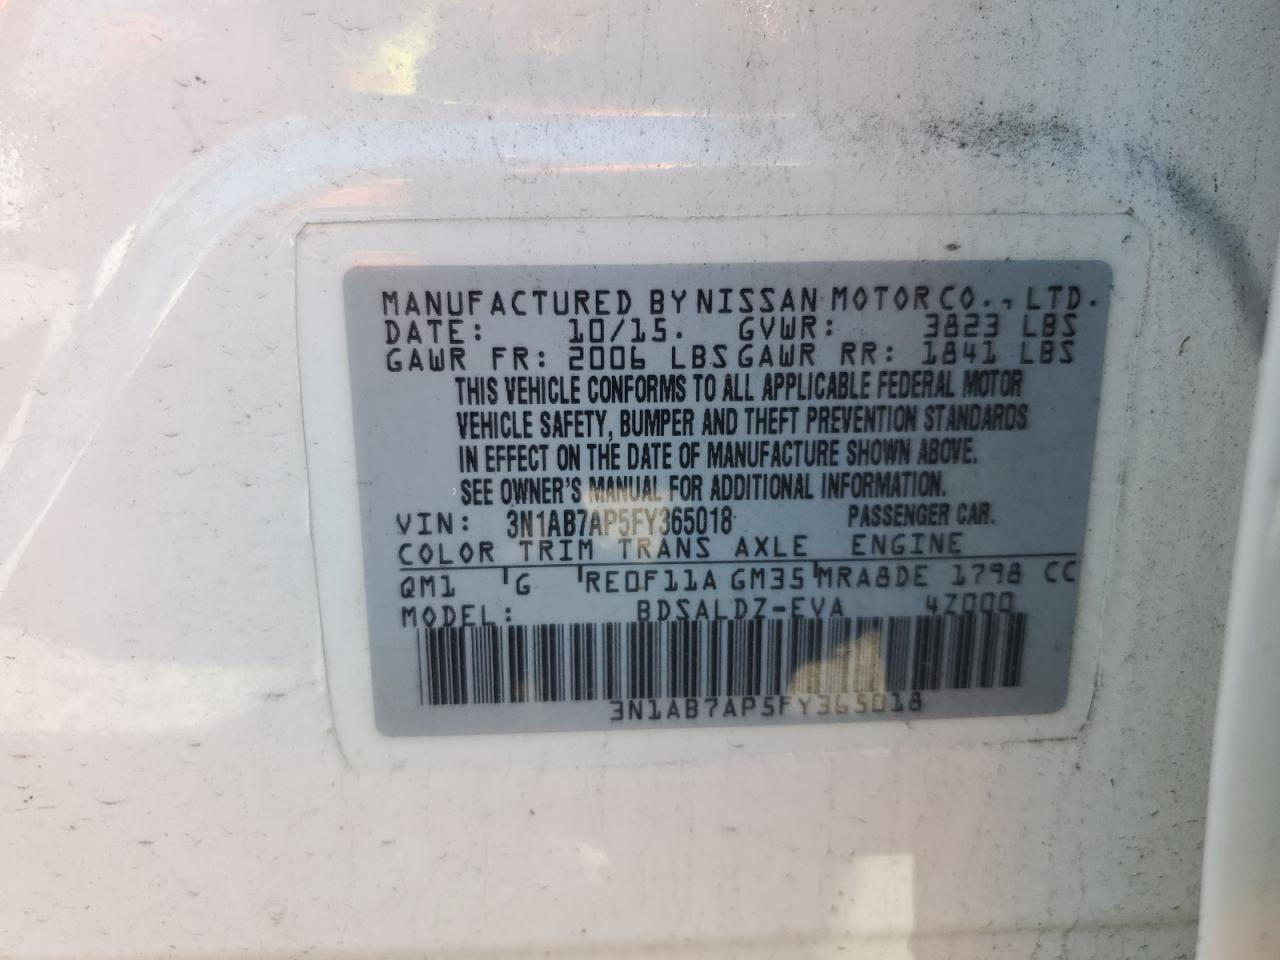 MANUFACTURED BY NISSAN MOTOR CO., LTD.
DATE: 10/15. GVWR: 3823 LBS
GAWR FR: 2006 LBS GAWR RR: 1841 LBS
THIS VEHICLE CONFORMS TO ALL APPLICABLE FEDERAL MOTOR
VEHICLE SAFETY, BUMPER AND THEFT PREVENTION STANDARDS
IN EFFECT ON THE DATE OF MANUFACTURE SHOWN ABOVE.
SEE OWNER'S MANUAL FOR ADDITIONAL INFORMATION.
VIN: 3N1AB7AP5FY365018 PASSENGER CAR.
COLOR TRIM TRANS AXLE ENGINE
QM1 G RE0F11A GM35 MRA8DE 1798 CC
MODEL: BDSALDZ-EVA 4Z000
3N1AB7AP5FY365018